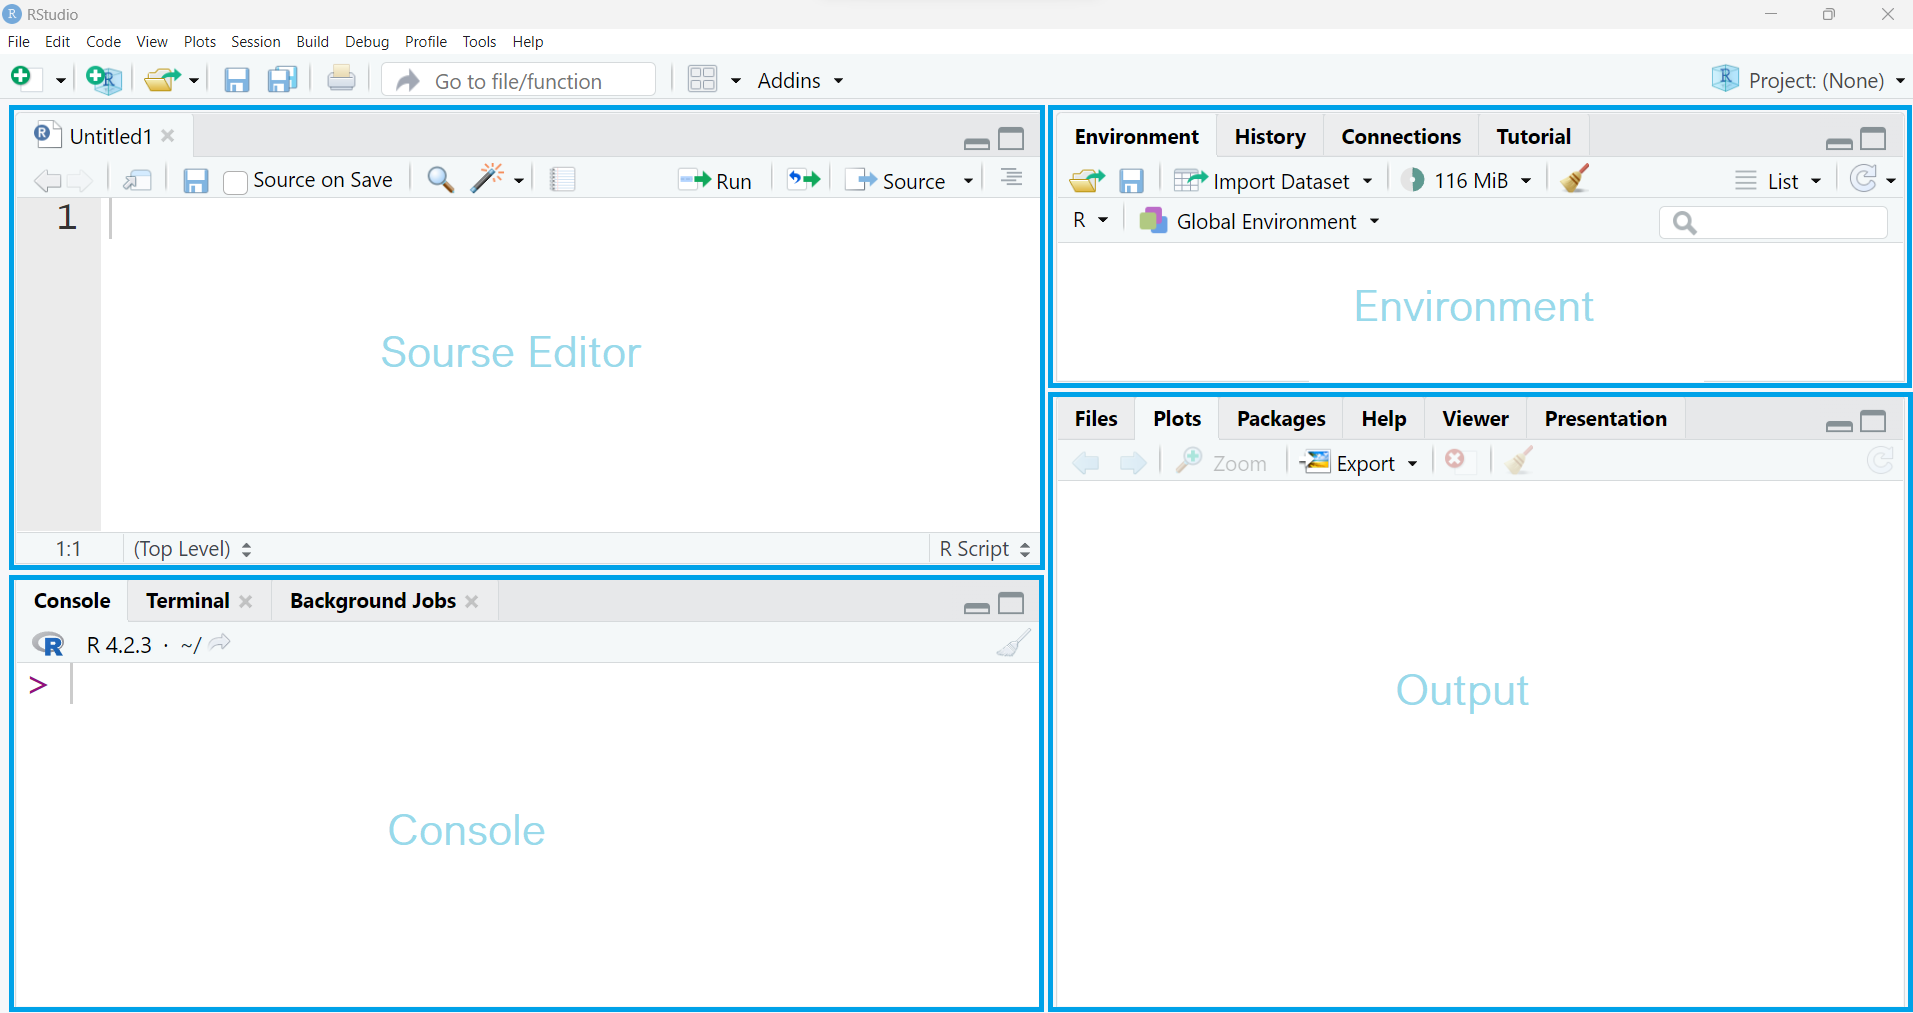 RStudio
File Edit Code View Plots Session Build Debug Profile Tools Help
Go to file/function Addins Project: (None)
Untitled1
Source on Save Run Source
1
Sourse Editor
1:1 (Top Level) R Script
Console Terminal Background Jobs
R 4.2.3 · ~/
>
Console
Environment History Connections Tutorial
Import Dataset 116 MiB List
R Global Environment
Environment
Files Plots Packages Help Viewer Presentation
Zoom Export
Output